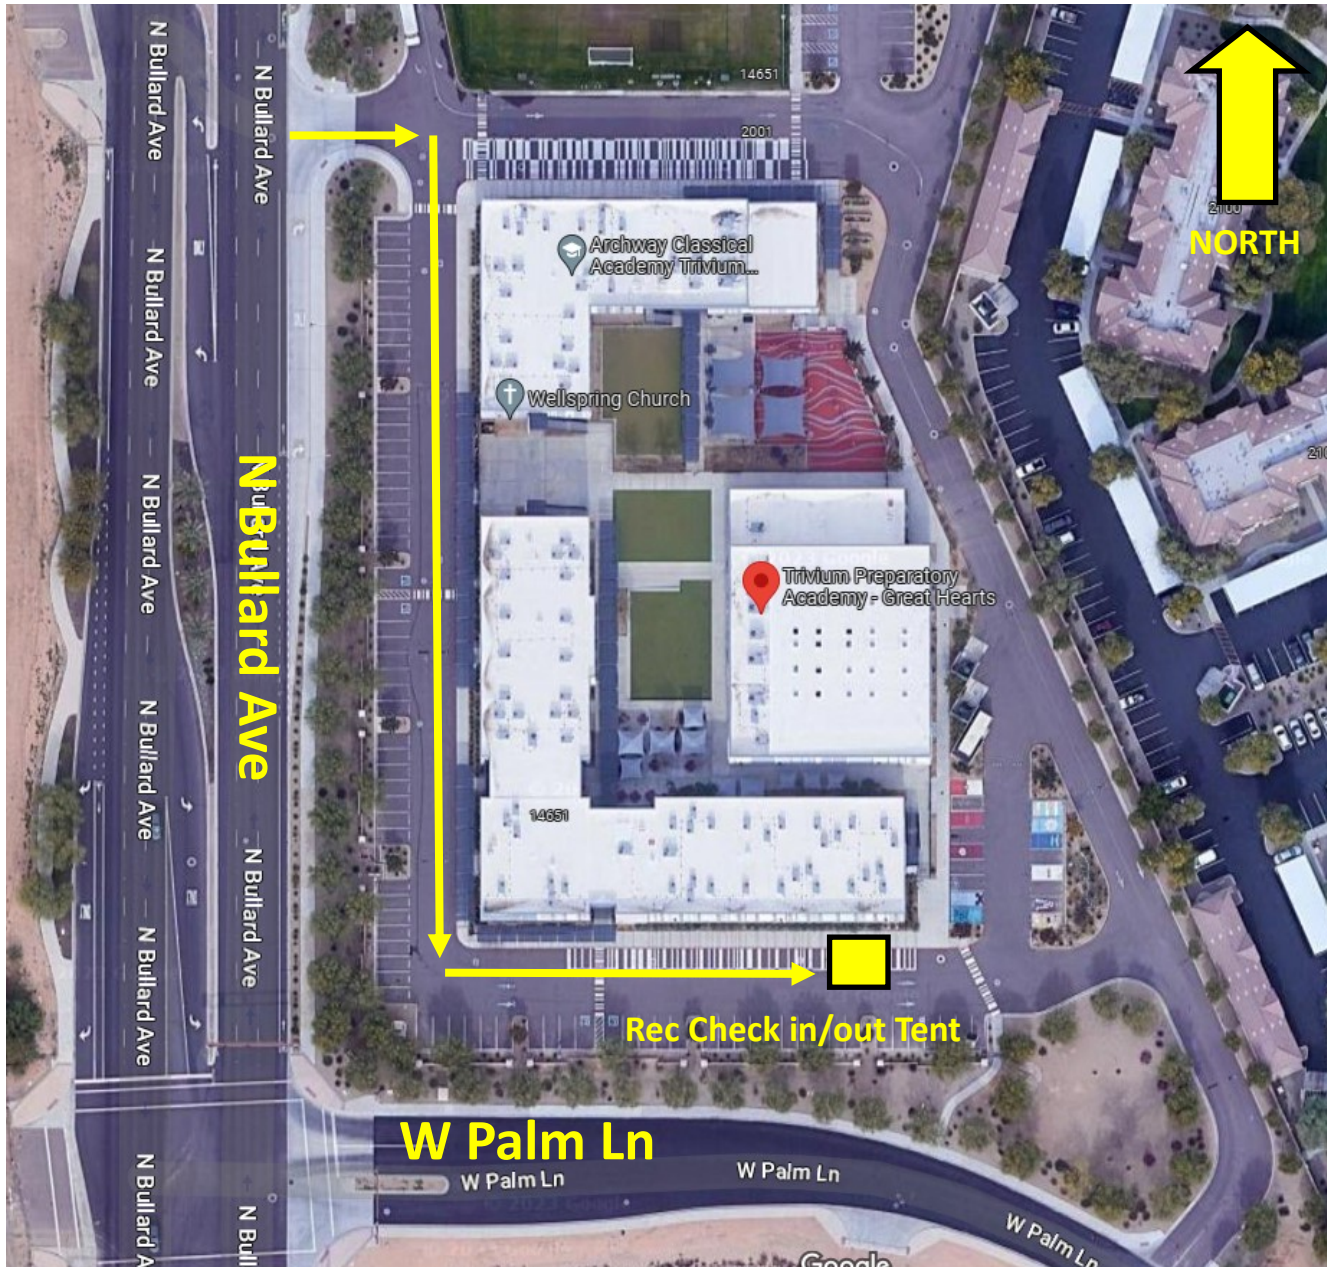 N Bullard Ave
N Bullard Ave
14651
2001
2100
NORTH
Archway Classical
Academy Trivium...
N Bullard Ave
N Bullard Ave
Wellspring Church
N Bullard Ave
N Bullard Ave
Trivium Preparatory
Academy - Great Hearts
N Bullard Ave
14651
N Bullard Ave
N Bullard Ave
Rec Check in/out Tent
W Palm Ln
W Palm Ln
W Palm Ln
W Palm Ln
N Bullard A
N Bull
Google